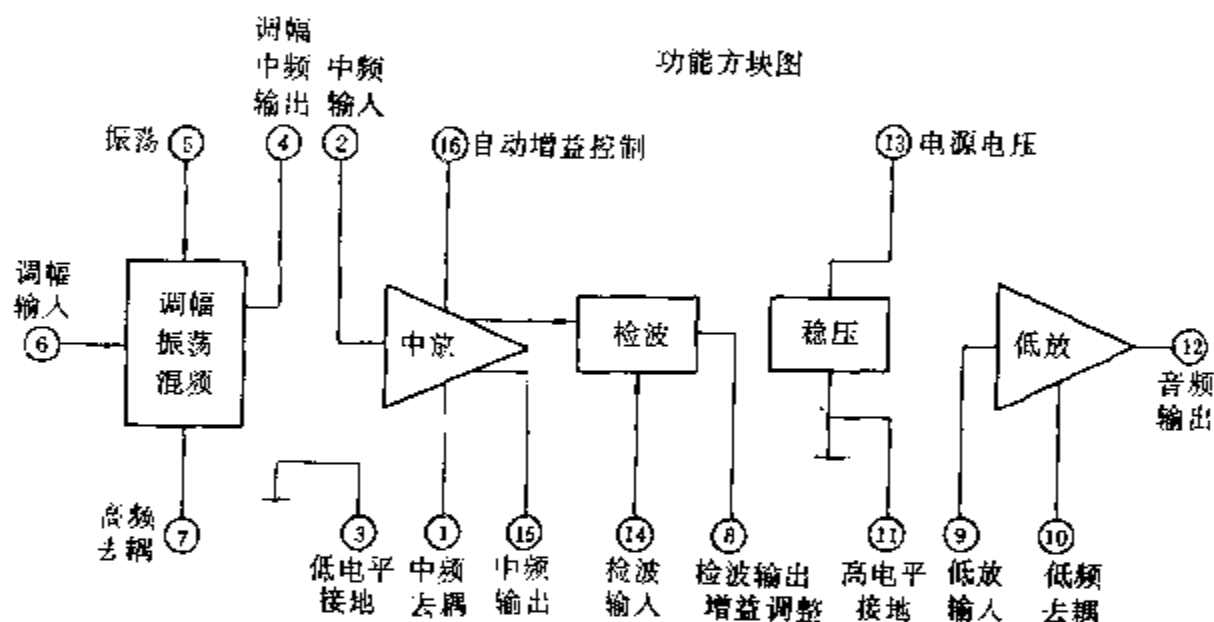 功能方块图
调幅
中频
输出
中频
输入
振荡
5
4
2
16
自动增益控制
13
电源电压
调幅
输入
6
调幅
振荡
混频
中放
检波
稳压
低放
12
音频
输出
高频
去耦
7
3
低电平
接地
1
中频
去耦
15
中频
输出
14
检波
输入
8
检波输出
增益调整
11
高电平
接地
9
低放
输入
10
低频
去耦